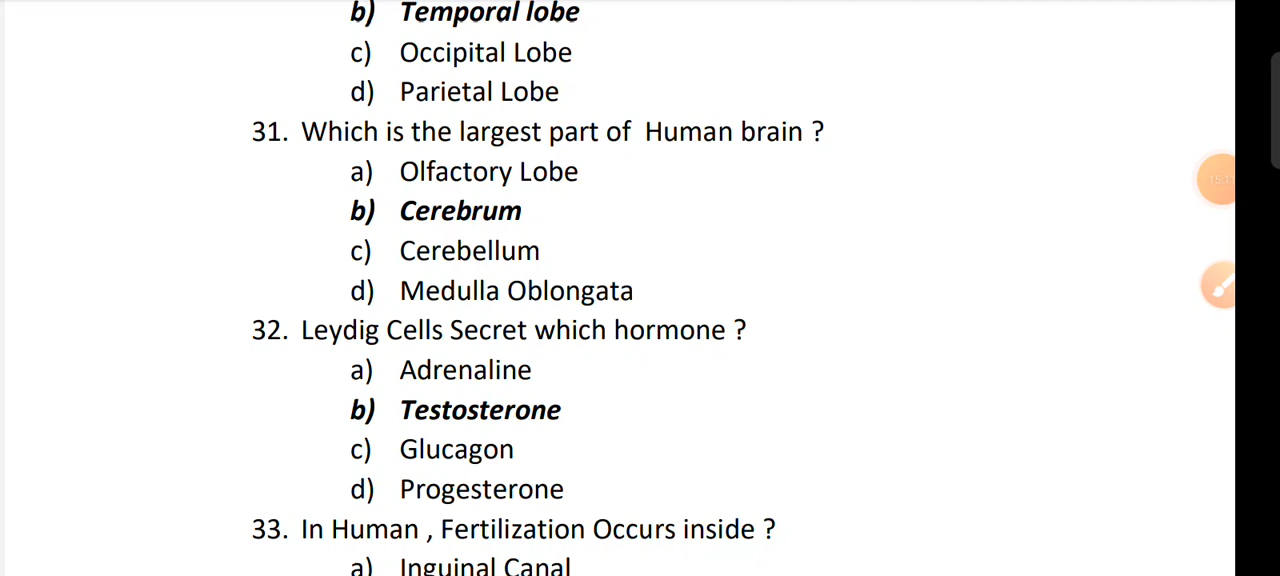 b) Temporal lobe
c) Occipital Lobe
d) Parietal Lobe
31. Which is the largest part of Human brain ?
a) Olfactory Lobe
b) Cerebrum
c) Cerebellum
d) Medulla Oblongata
32. Leydig Cells Secret which hormone ?
a) Adrenaline
b) Testosterone
c) Glucagon
d) Progesterone
33. In Human , Fertilization Occurs inside ?
a) Inguinal Canal